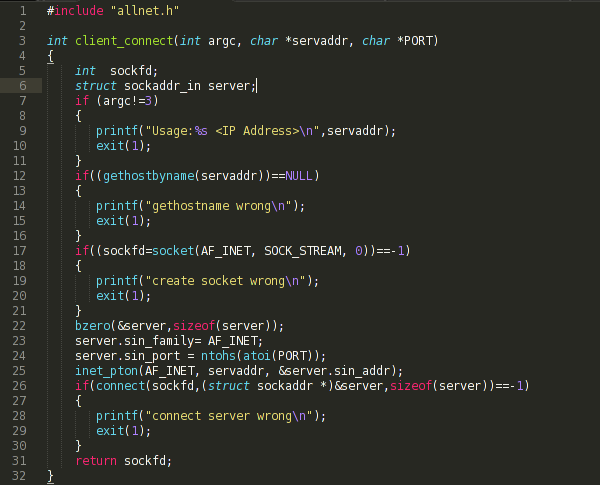 1 #include "allnet.h"
2
3 int client_connect(int argc, char *servaddr, char *PORT)
4 {
5 int  sockfd;
6 struct sockaddr_in server;
7 if (argc!=3)
8 {
9 printf("Usage:%s <IP Address>\n",servaddr);
10 exit(1);
11 }
12 if((gethostbyname(servaddr))==NULL)
13 {
14 printf("gethostname wrong\n");
15 exit(1);
16 }
17 if((sockfd=socket(AF_INET, SOCK_STREAM, 0))==-1)
18 {
19 printf("create socket wrong\n");
20 exit(1);
21 }
22 bzero(&server,sizeof(server));
23 server.sin_family= AF_INET;
24 server.sin_port = ntohs(atoi(PORT));
25 inet_pton(AF_INET, servaddr, &server.sin_addr);
26 if(connect(sockfd,(struct sockaddr *)&server,sizeof(server))==-1)
27 {
28 printf("connect server wrong\n");
29 exit(1);
30 }
31 return sockfd;
32 }